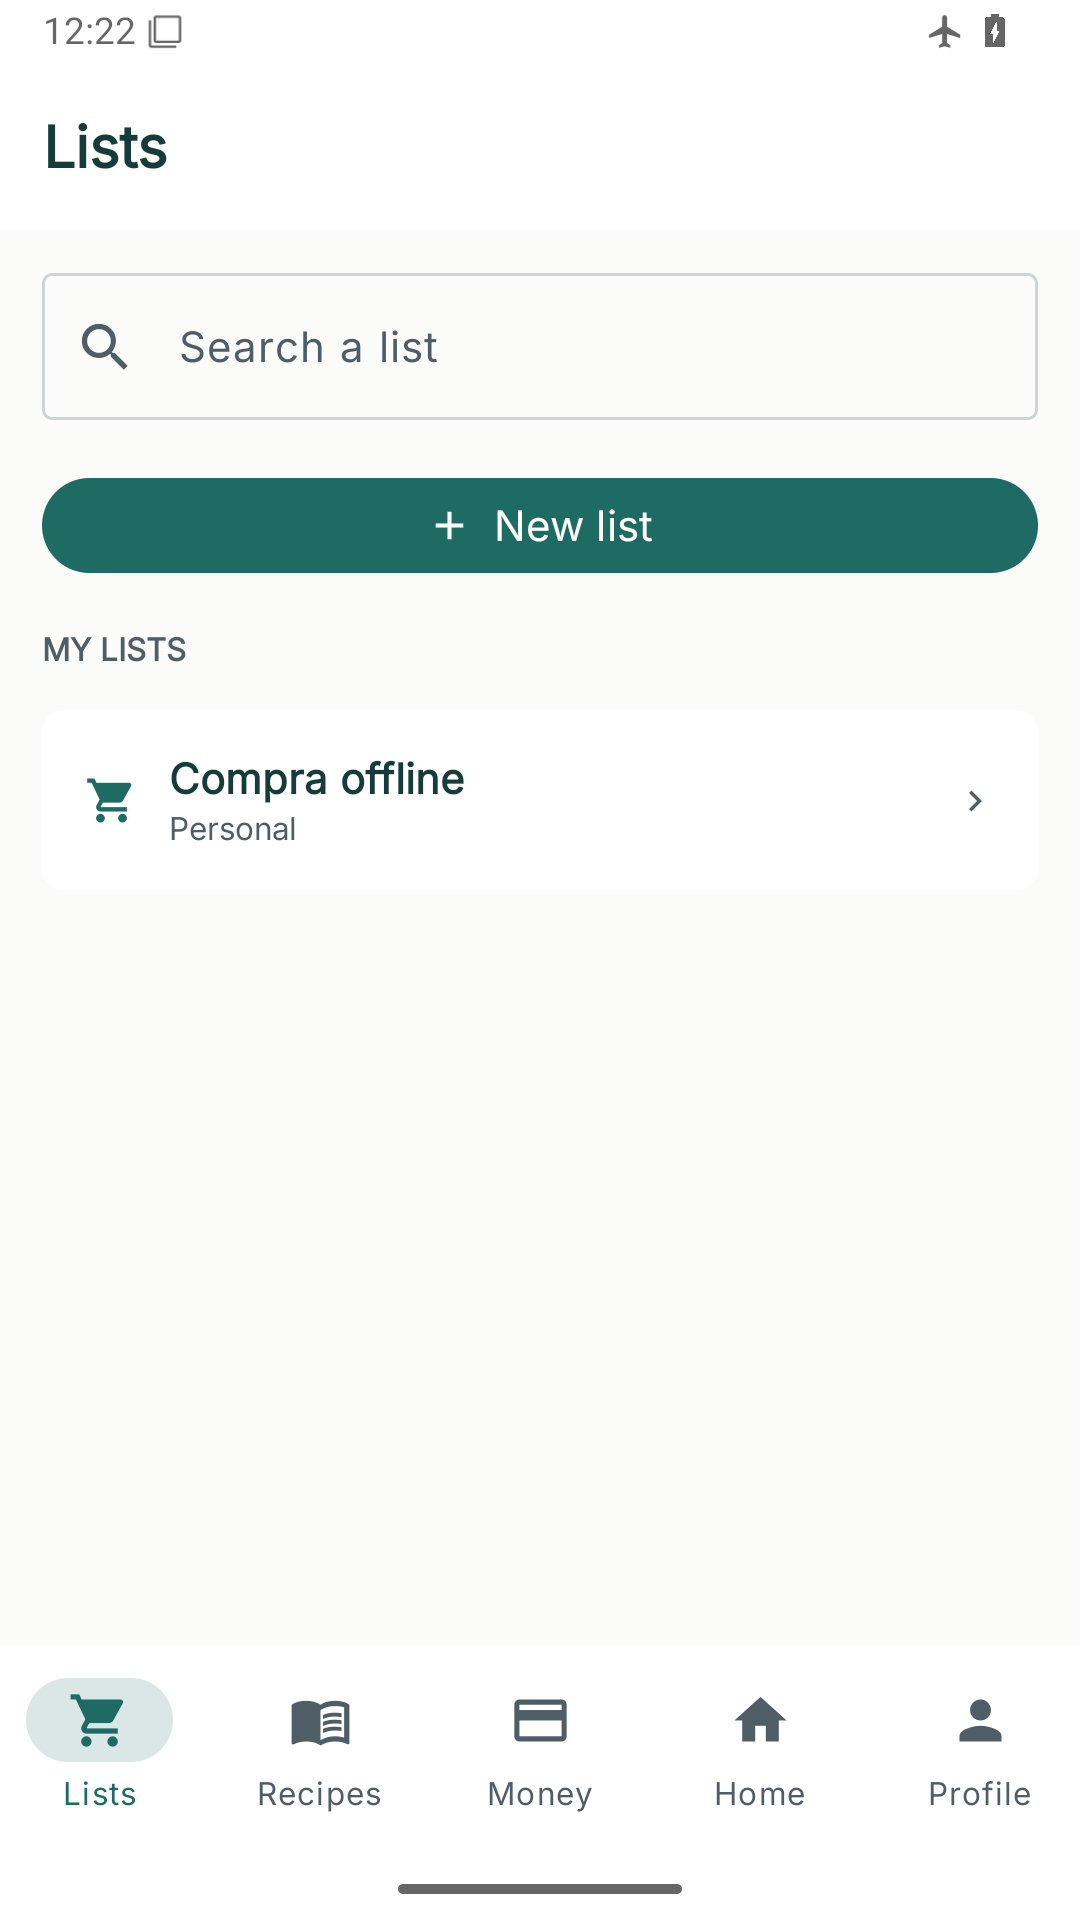 12:22
Lists
Search a list
New list
MY LISTS
Compra offline
Personal
Lists
Recipes
Money
Home
Profile